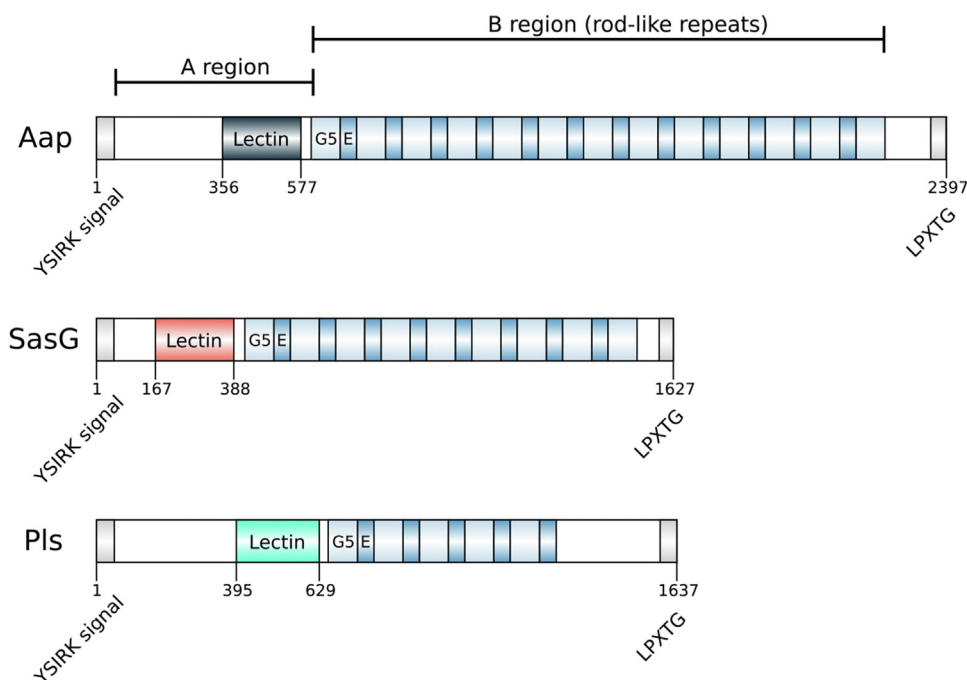 B region (rod-like repeats)
A region
Aap
Lectin
G5 E
1 356 577 2397
YSIRK signal
LPXTG
SasG
Lectin
G5 E
1 167 388 1627
YSIRK signal
LPXTG
Pls
Lectin
G5 E
1 395 629 1637
YSIRK signal
LPXTG